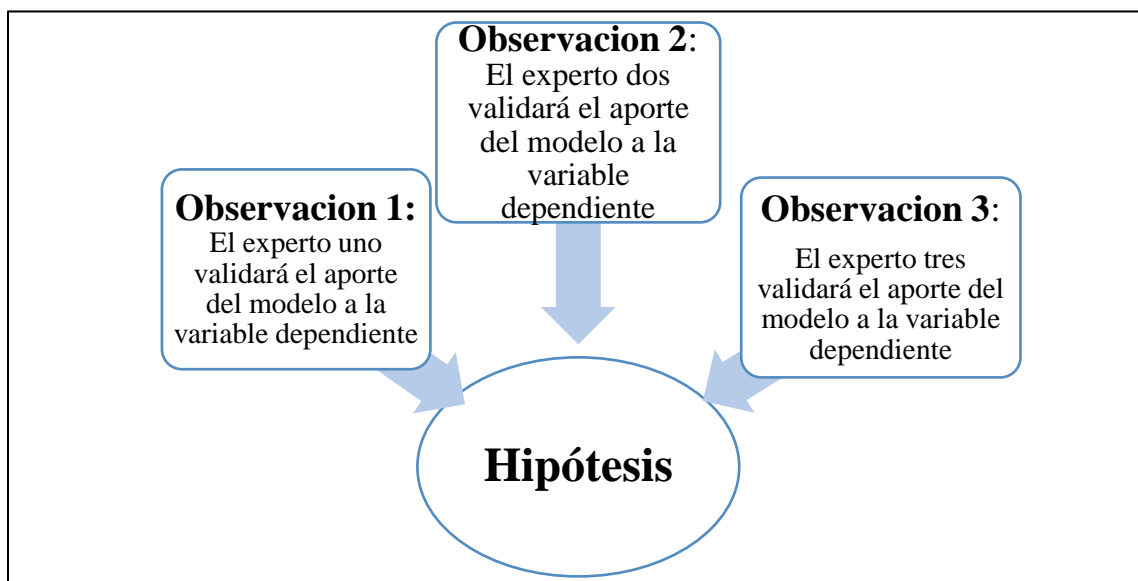 Observacion 1:
El experto uno
validará el aporte
del modelo a la
variable dependiente
Observacion 2:
El experto dos
validará el aporte
del modelo a la
variable
dependiente
Observacion 3:
El experto tres
validará el aporte del
modelo a la variable
dependiente
Hipótesis